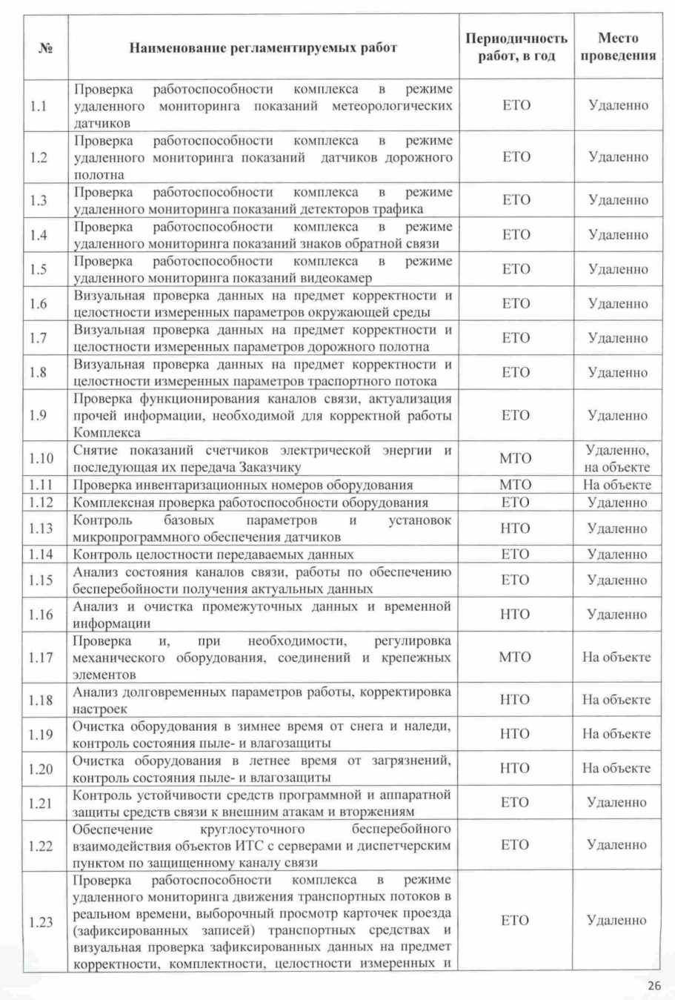 №
Наименование регламентируемых работ
Периодичность
работ, в год
Место
проведения
1.1
Проверка работоспособности комплекса в режиме
удаленного мониторинга показаний метеорологических
датчиков
ЕТО
Удаленно
1.2
Проверка работоспособности комплекса в режиме
удаленного мониторинга показаний датчиков дорожного
полотна
ЕТО
Удаленно
1.3
Проверка работоспособности комплекса в режиме
удаленного мониторинга показаний детекторов трафика
ЕТО
Удаленно
1.4
Проверка работоспособности комплекса в режиме
удаленного мониторинга показаний знаков обратной связи
ЕТО
Удаленно
1.5
Проверка работоспособности комплекса в режиме
удаленного мониторинга показаний видеокамер
ЕТО
Удаленно
1.6
Визуальная проверка данных на предмет корректности и
целостности измеренных параметров окружающей среды
ЕТО
Удаленно
1.7
Визуальная проверка данных на предмет корректности и
целостности измеренных параметров дорожного полотна
ЕТО
Удаленно
1.8
Визуальная проверка данных на предмет корректности и
целостности измеренных параметров траспортного потока
ЕТО
Удаленно
1.9
Проверка функционирования каналов связи, актуализация
прочей информации, необходимой для корректной работы
Комплекса
ЕТО
Удаленно
1.10
Снятие показаний счетчиков электрической энергии и
последующая их передача Заказчику
МТО
Удаленно,
на объекте
1.11
Проверка инвентаризационных номеров оборудования
МТО
На объекте
1.12
Комплексная проверка работоспособности оборудования
ЕТО
Удаленно
1.13
Контроль базовых параметров и установок
микропрограммного обеспечения датчиков
НТО
Удаленно
1.14
Контроль целостности передаваемых данных
ЕТО
Удаленно
1.15
Анализ состояния каналов связи, работы по обеспечению
бесперебойности получения актуальных данных
ЕТО
Удаленно
1.16
Анализ и очистка промежуточных данных и временной
информации
НТО
Удаленно
1.17
Проверка и, при необходимости, регулировка
механического оборудования, соединений и крепежных
элементов
МТО
На объекте
1.18
Анализ долговременных параметров работы, корректировка
настроек
НТО
На объекте
1.19
Очистка оборудования в зимнее время от снега и наледи,
контроль состояния пыле- и влагозащиты
НТО
На объекте
1.20
Очистка оборудования в летнее время от загрязнений,
контроль состояния пыле- и влагозащиты
НТО
На объекте
1.21
Контроль устойчивости средств программной и аппаратной
защиты средств связи к внешним атакам и вторжениям
ЕТО
Удаленно
1.22
Обеспечение круглосуточного бесперебойного
взаимодействия объектов ИТС с серверами и диспетчерским
пунктом по защищенному каналу связи
ЕТО
Удаленно
1.23
Проверка работоспособности комплекса в режиме
удаленного мониторинга движения транспортных потоков в
реальном времени, выборочный просмотр карточек проезда
(зафиксированных записей) транспортных средствах и
визуальная проверка зафиксированных данных на предмет
корректности, комплектности, целостности измеренных и
ЕТО
Удаленно
26